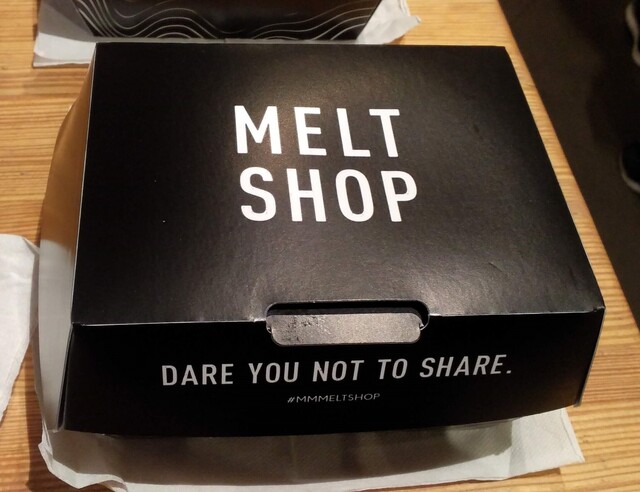 MELT
SHOP
DARE YOU NOT TO SHARE.
#MMMELTSHOP